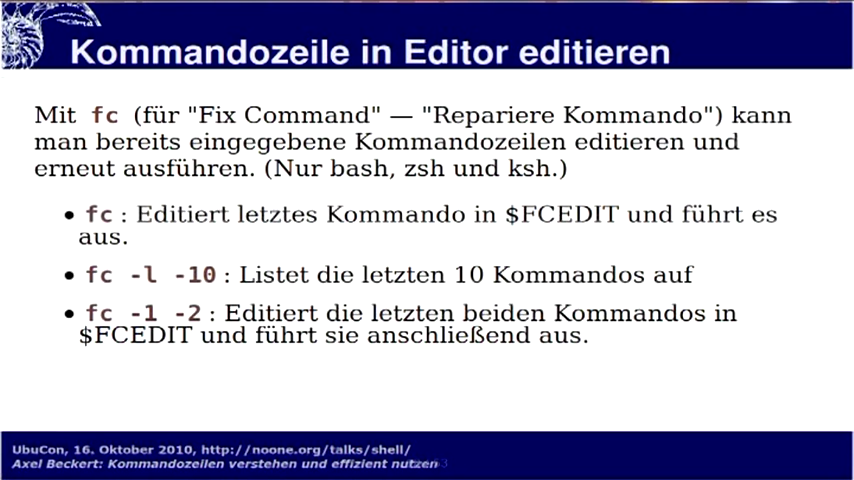 Kommandozeile in Editor editieren
Mit fc (für "Fix Command" — "Repariere Kommando") kann
man bereits eingegebene Kommandozeilen editieren und
erneut ausführen. (Nur bash, zsh und ksh.)
• fc : Editiert letztes Kommando in $FCEDIT und führt es
aus.
• fc -l -10 : Listet die letzten 10 Kommandos auf
• fc -1 -2 : Editiert die letzten beiden Kommandos in
$FCEDIT und führt sie anschließend aus.
UbuCon, 16. Oktober 2010, http://noone.org/talks/shell/
Axel Beckert: Kommandozeilen verstehen und effizient nutzen